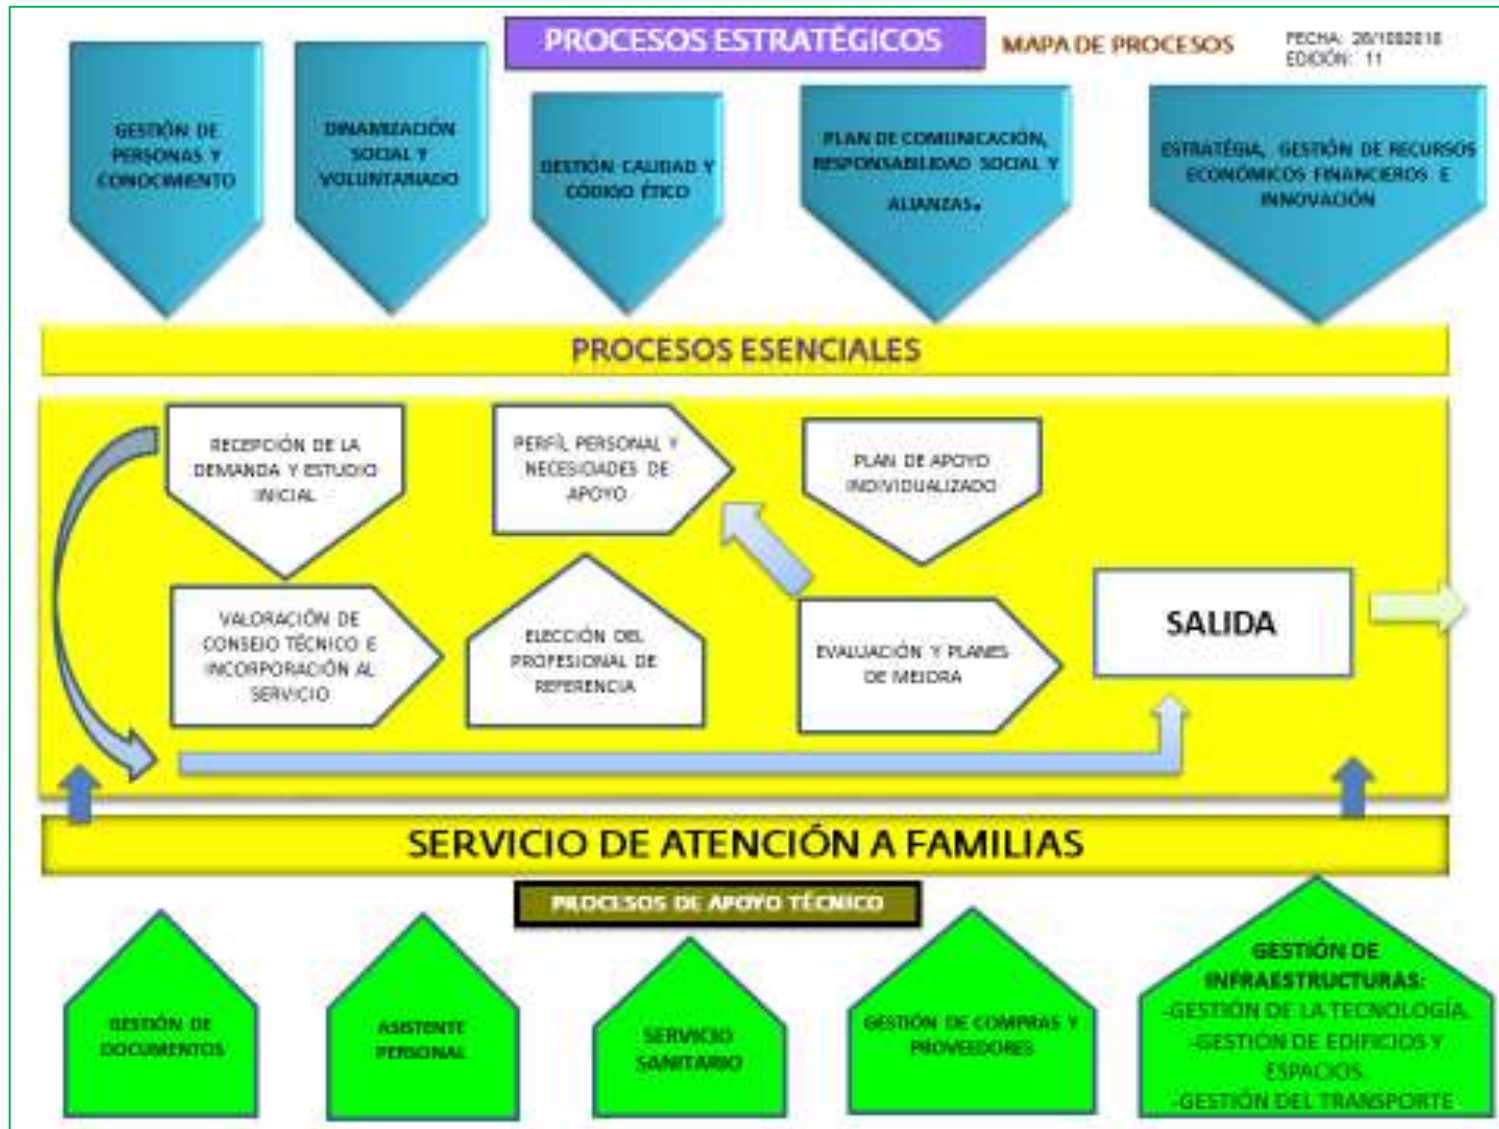 PROCESOS ESTRATÉGICOS
MAPA DE PROCESOS
FECHA: 26/1092018
EDICIÓN: 11
GESTIÓN DE
PERSONAS Y
CONOCIMIENTO
DINAMIZACIÓN
SOCIAL Y
VOLUNTARIADO
GESTIÓN CALIDAD Y
CÓDIGO ÉTICO
PLAN DE COMUNICACIÓN,
RESPONSABILIDAD SOCIAL Y
ALIANZAS.
ESTRATÉGIA, GESTIÓN DE RECURSOS
ECONÓMICOS FINANCIEROS E
INNOVACIÓN
PROCESOS ESENCIALES
RECEPCIÓN DE LA
DEMANDA Y ESTUDIO
INICIAL
PERFÍL PERSONAL Y
NECESIDADES DE
APOYO
PLAN DE APOYO
INDIVIDUALIZADO
VALORACIÓN DE
CONSEJO TÉCNICO E
INCORPORACIÓN AL
SERVICIO
ELECCIÓN DEL
PROFESIONAL DE
REFERENCIA
EVALUACIÓN Y PLANES
DE MEJORA
SALIDA
SERVICIO DE ATENCIÓN A FAMILIAS
PROCESOS DE APOYO TÉCNICO
GESTIÓN DE
DOCUMENTOS
ASISTENTE
PERSONAL
SERVICIO
SANITARIO
GESTIÓN DE COMPRAS Y
PROVEEDORES
GESTIÓN DE
INFRAESTRUCTURAS:
-GESTIÓN DE LA TECNOLOGÍA.
-GESTIÓN DE EDIFICIOS Y
ESPACIOS.
-GESTIÓN DEL TRANSPORTE